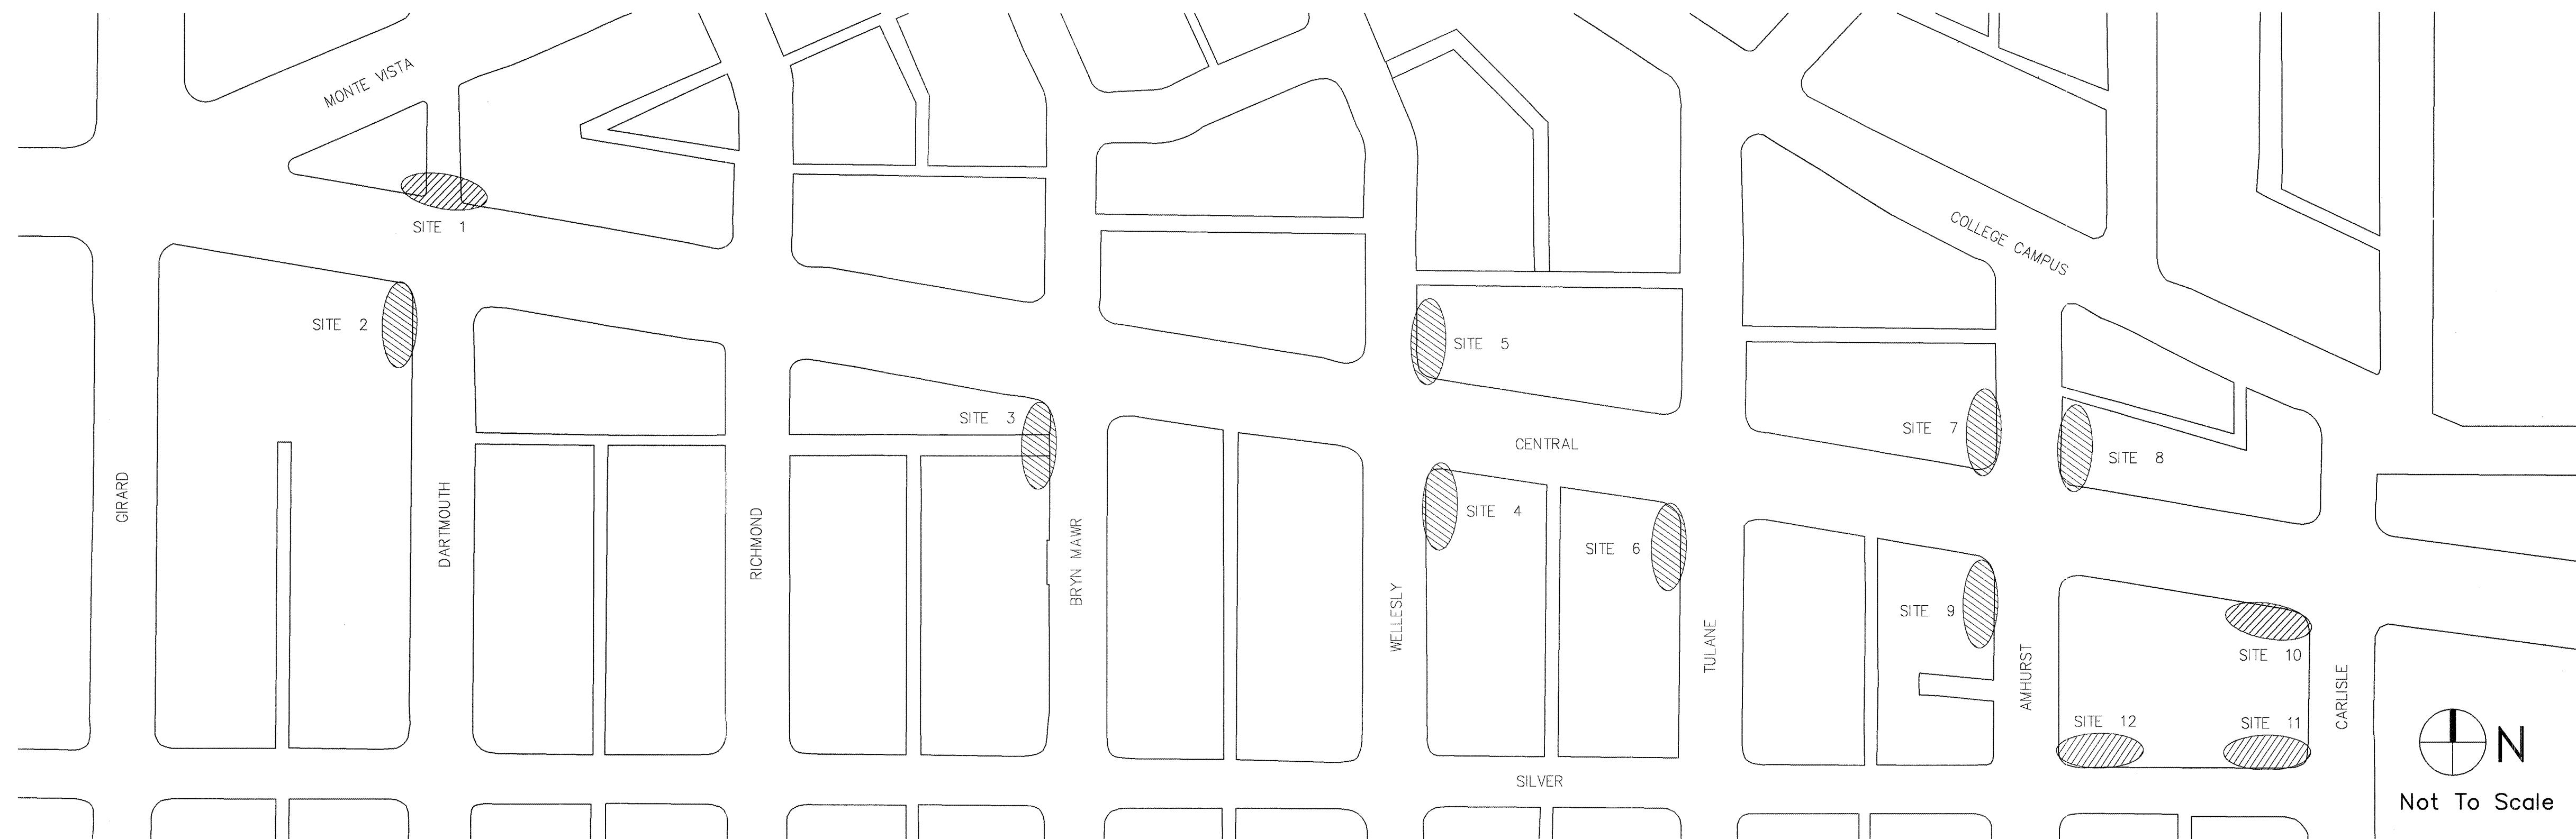 MONTE VISTA
SITE 1
COLLEGE CAMPUS
SITE 2
SITE 5
SITE 3
SITE 7
CENTRAL
SITE 8
GIRARD
DARTMOUTH
RICHMOND
BRYN MAWR
SITE 4
SITE 6
WELLESLY
TULANE
SITE 9
AMHURST
SITE 10
CARLISLE
SITE 12
SITE 11
N
SILVER
Not To Scale